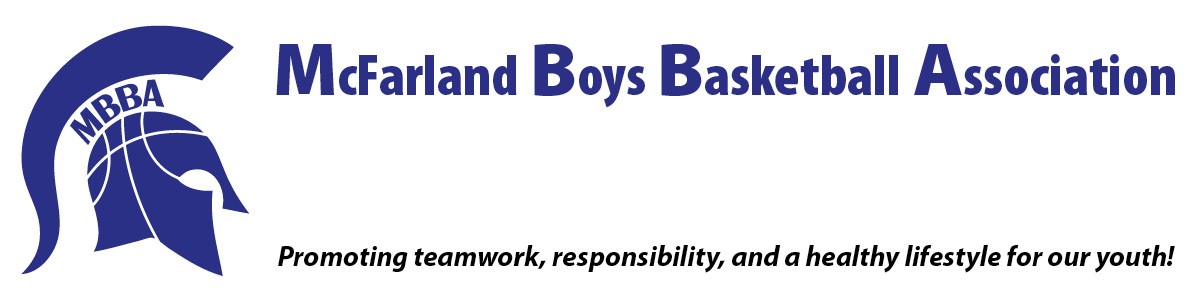 MBBA
McFarland Boys Basketball Association
Promoting teamwork, responsibility, and a healthy lifestyle for our youth!